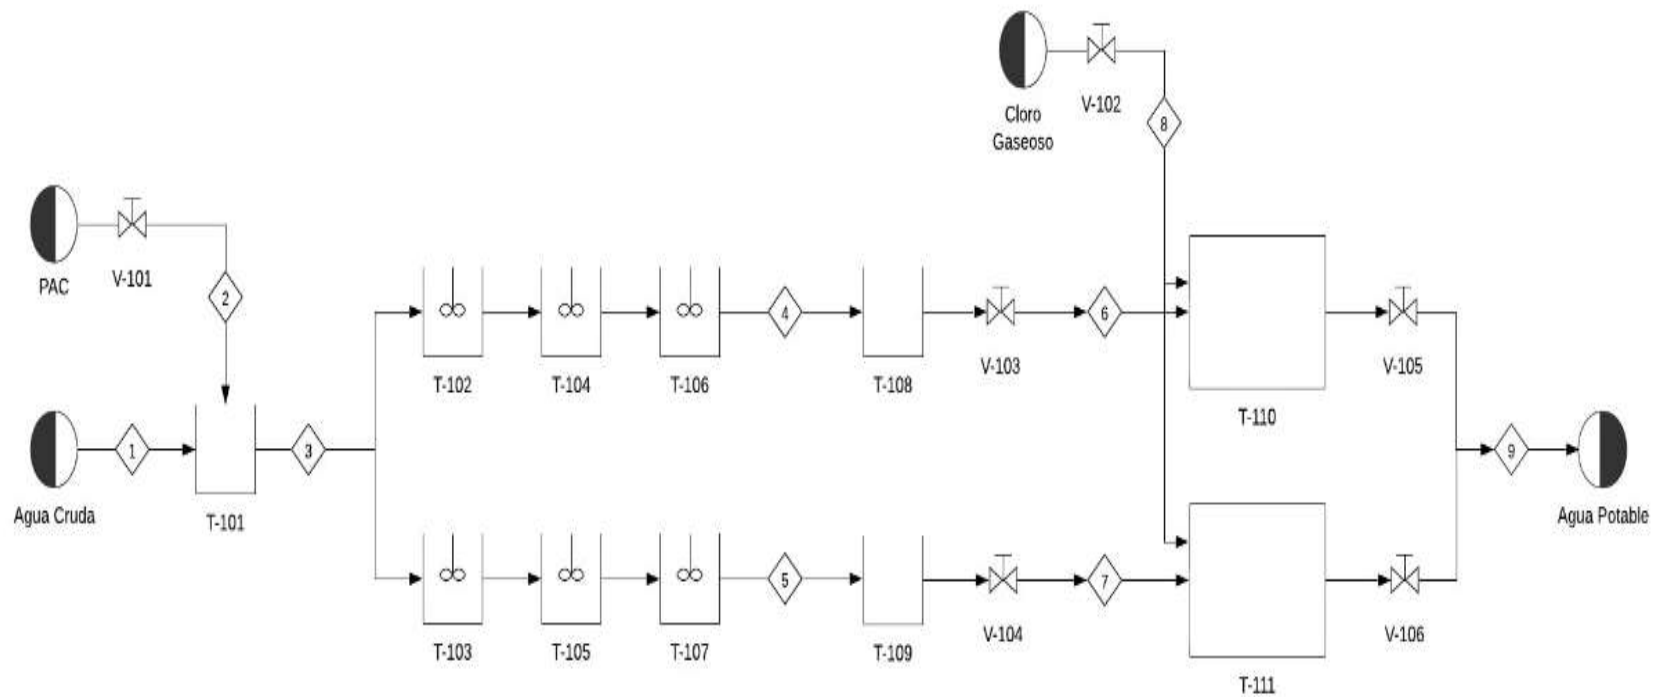 Cloro
Gaseoso
V-102
8
PAC
V-101
2
4
6
V-103
V-105
T-102
T-104
T-106
T-108
T-110
1
3
9
Agua Cruda
T-101
Agua Potable
5
7
V-104
V-106
T-103
T-105
T-107
T-109
T-111